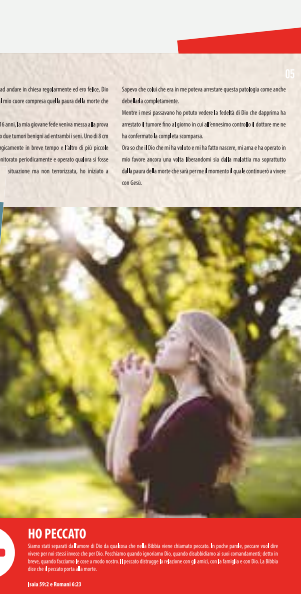 05
ad andare in chiesa regolarmente ed ero felice, Dio
mio cuore compresa quella paura della morte che
16 anni, la mia giovane fede veniva messa alla prova
due tumori benigni ad entrambi i seni. Uno di 8 cm
rgicamente in breve tempo e l'altro di più piccole
nitorato periodicamente e operato qualora si fosse
situazione ma non terrorizzata, ho iniziato a
Sapevo che colui che era in me poteva arrestare questa patologia come anche
debellarla completamente.
Mentre i mesi passavano ho potuto vedere la fedeltà di Dio che dapprima ha
arrestato il tumore fino al giorno in cui all'ennesimo controllo il dottore me ne
ha confermato la completa scomparsa.
Ora so che il Dio che mi ha voluto e mi ha fatto nascere, mi ama e ha operato in
mio favore ancora una volta liberandomi sia dalla malattia ma soprattutto
dalla paura della morte che sarà per me il momento il quale continuerò a vivere
con Gesù.
HO PECCATO
Siamo stati separati dall'amore di Dio da qualcosa che nella Bibbia viene chiamato peccato. In poche parole, peccare vuol dire
vivere per noi stessi invece che per Dio. Pecchiamo quando ignoriamo Dio, quando disubbidiamo ai suoi comandamenti; detto in
breve, quando facciamo le cose a modo nostro. Il peccato distrugge la relazione con gli amici, con la famiglia e con Dio. La Bibbia
dice che il peccato porta alla morte.
Isaia 59:2 e Romani 6:23